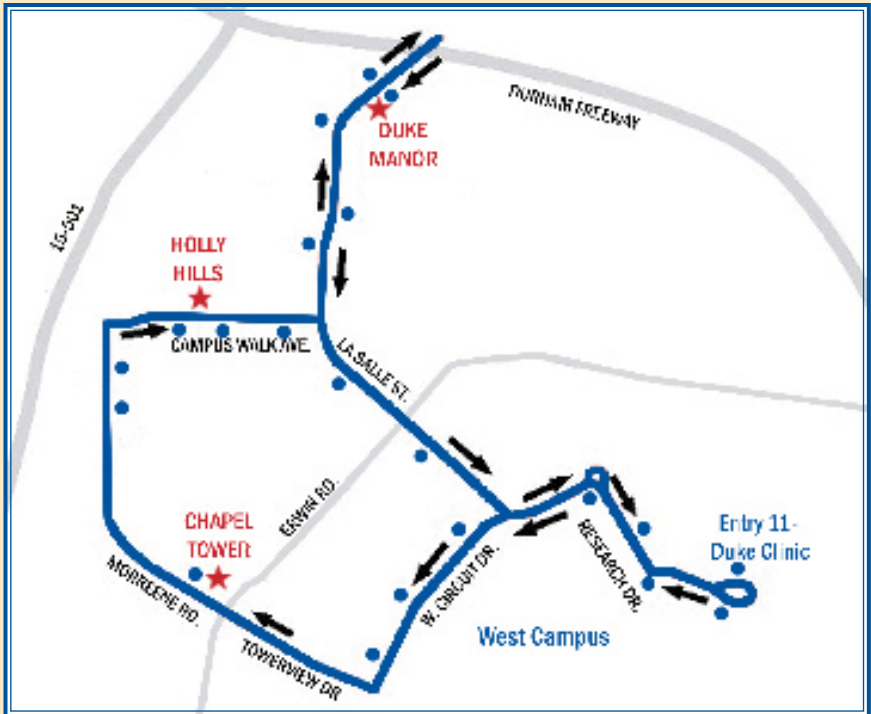 DURHAM FREEWAY
DUKE
MANOR
15-501
HOLLY
HILLS
CAMPUS WALK AVE.
LA SALLE ST.
ERWIN RD.
CHAPEL
TOWER
Entry 11-
Duke Clinic
RESEARCH DR.
MORREENE RD.
W. CIRCUIT DR.
West Campus
TOWERVIEW DR